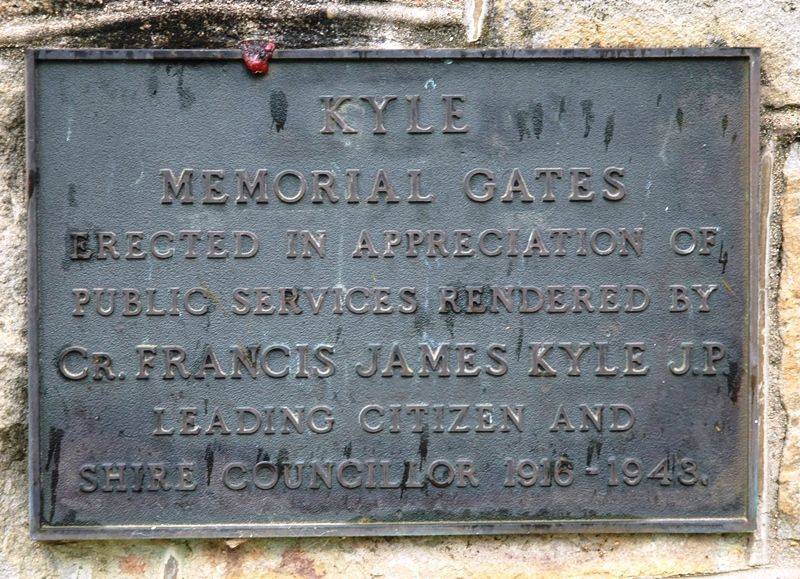 KYLE
MEMORIAL GATES
ERECTED IN APPRECIATION OF
PUBLIC SERVICES RENDERED BY
CR. FRANCIS JAMES KYLE J.P.
LEADING CITIZEN AND
SHIRE COUNCILLOR 1916-1943.